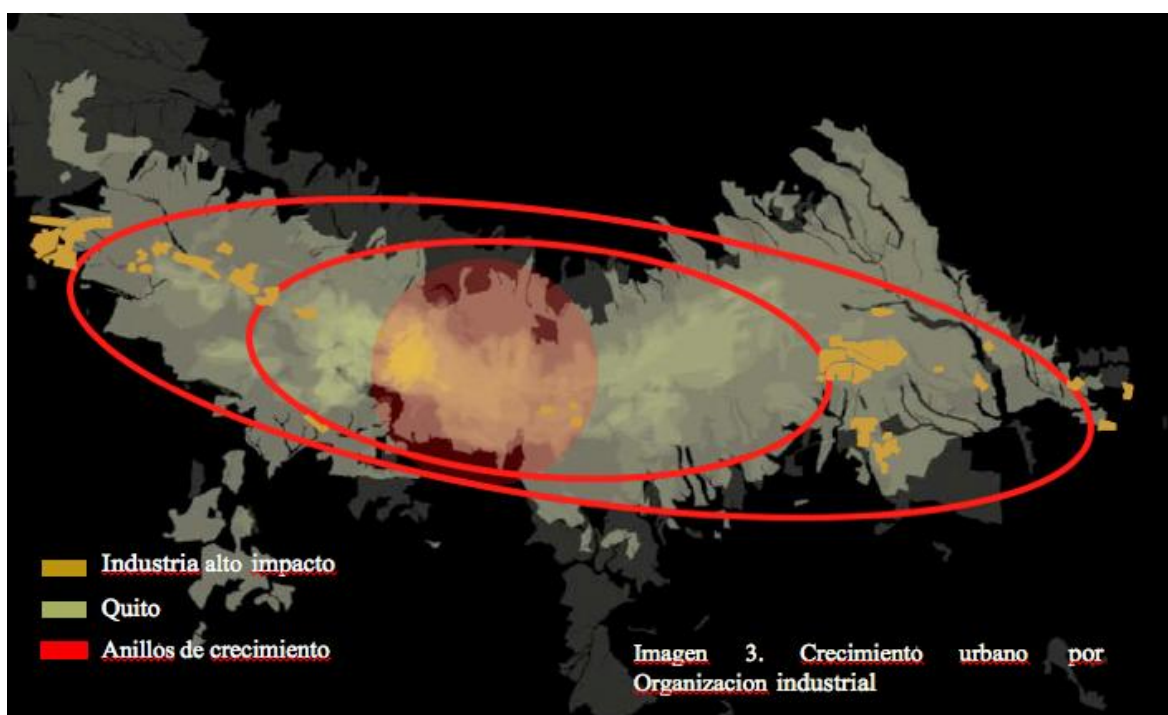 Industria alto impacto
Quito
Anillos de crecimiento
Imagen 3. Crecimiento urbano por
Organizacion industrial